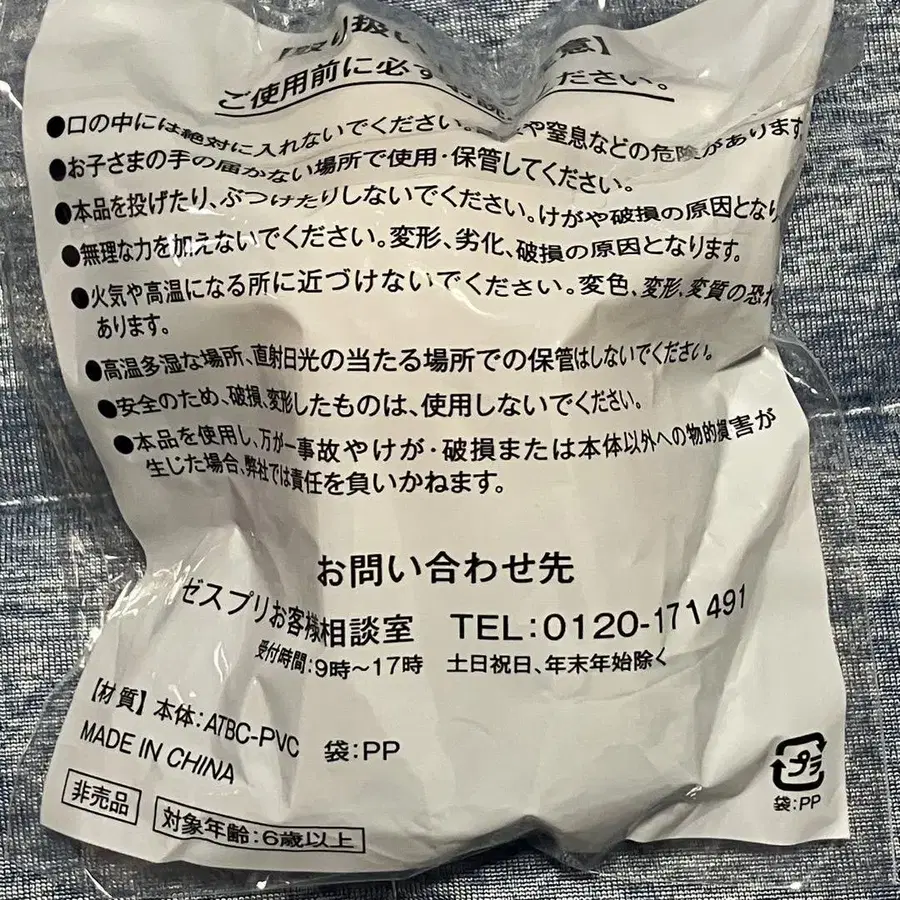 【取り扱い 意】
ご使用前に必ず ください。
●口の中には絶対に入れないでください。 や窒息などの危険があります
●お子さまの手の届かない場所で使用・保管してください。
●本品を投げたり、ぶつけたりしないでください。けがや破損の原因となり
●無理な力を加えないでください。変形、劣化、破損の原因となります。
●火気や高温になる所に近づけないでください。変色、変形、変質の恐れ
あります。
●高温多湿な場所、直射日光の当たる場所での保管はしないでください。
●安全のため、破損、変形したものは、使用しないでください。
●本品を使用し、万が一事故やけが・破損または本体以外への物的損害が
生じた場合、弊社では責任を負いかねます。
お問い合わせ先
ゼスプリお客様相談室 TEL:0120-171491
受付時間:9時~17時 土日祝日、年末年始除く
【材質】本体:ATBC-PVC 袋:PP
MADE IN CHINA
プラ
袋:PP
非売品 対象年齢:6歳以上